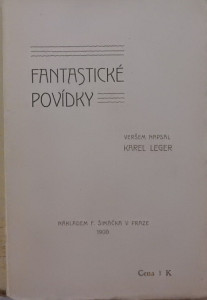 FANTASTICKÉ
POVÍDKY
VERŠEM NAPSAL
KAREL LEGER
NÁKLADEM F. ŠIMÁČKA V PRAZE
Cena 1 K